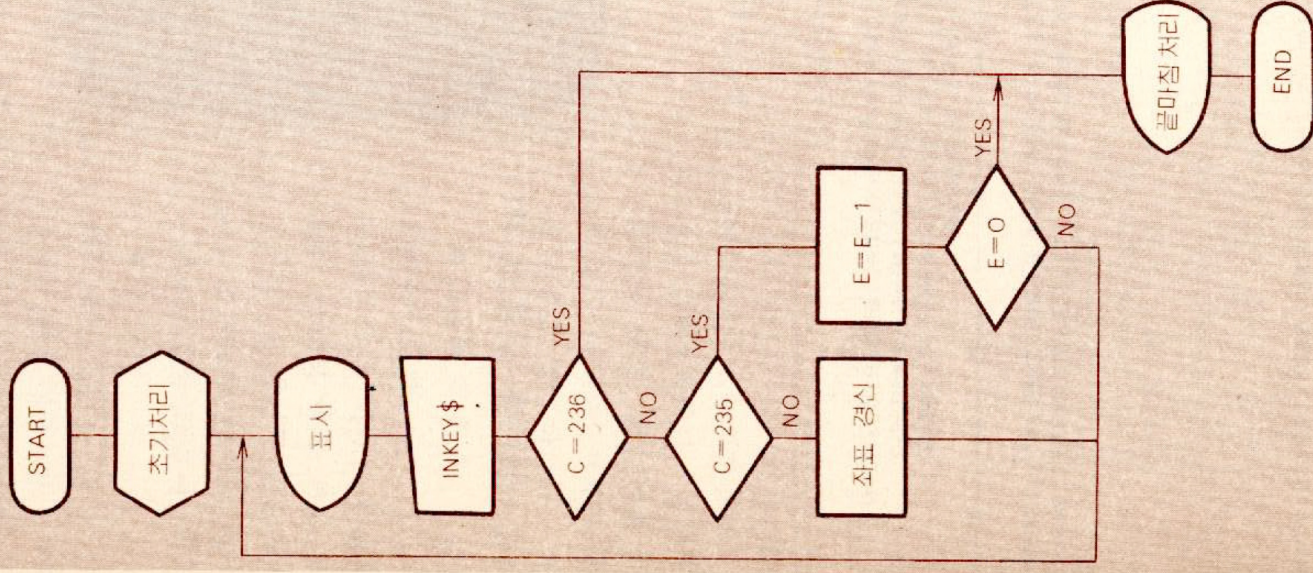 START
초기처리
표시
INKEY$
C=236
YES
NO
C=235
YES
NO
좌표 경신
E=E-1
E=0
YES
NO
끝마침 처리
END